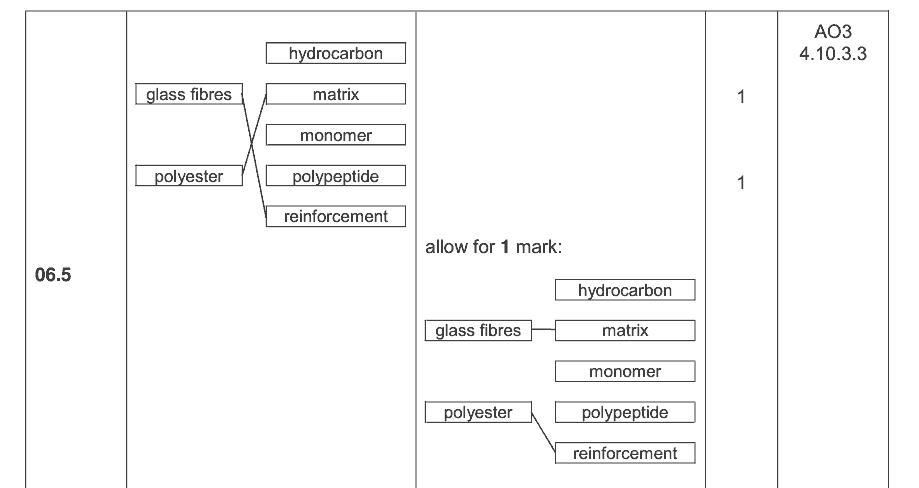 06.5
hydrocarbon
glass fibres
matrix
monomer
polyester
polypeptide
reinforcement
allow for 1 mark:
hydrocarbon
glass fibres
matrix
monomer
polyester
polypeptide
reinforcement
1
1
AO3
4.10.3.3